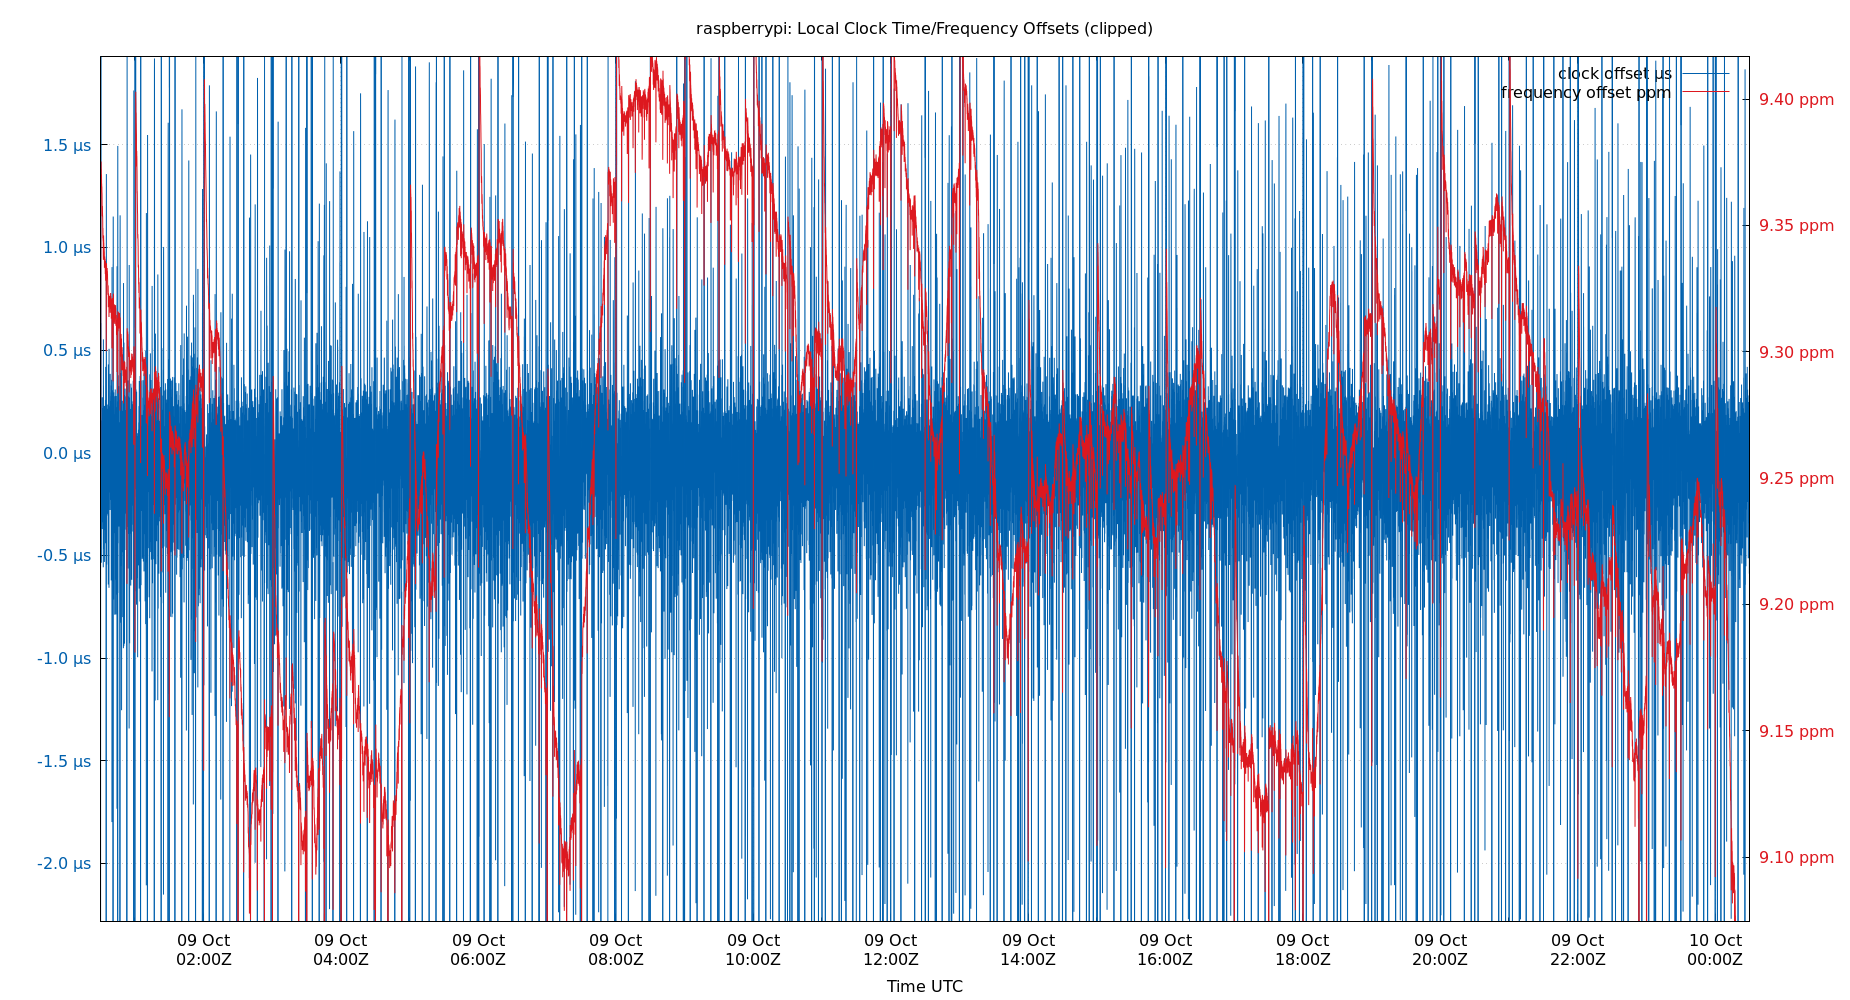 raspberrypi: Local Clock Time/Frequency Offsets (clipped)
clock offset µs
frequency offset ppm
1.5 µs
1.0 µs
0.5 µs
0.0 µs
-0.5 µs
-1.0 µs
-1.5 µs
-2.0 µs
9.40 ppm
9.35 ppm
9.30 ppm
9.25 ppm
9.20 ppm
9.15 ppm
9.10 ppm
09 Oct 09 Oct 09 Oct 09 Oct 09 Oct 09 Oct 09 Oct 09 Oct 09 Oct 09 Oct 09 Oct 10 Oct
02:00Z 04:00Z 06:00Z 08:00Z 10:00Z 12:00Z 14:00Z 16:00Z 18:00Z 20:00Z 22:00Z 00:00Z
Time UTC